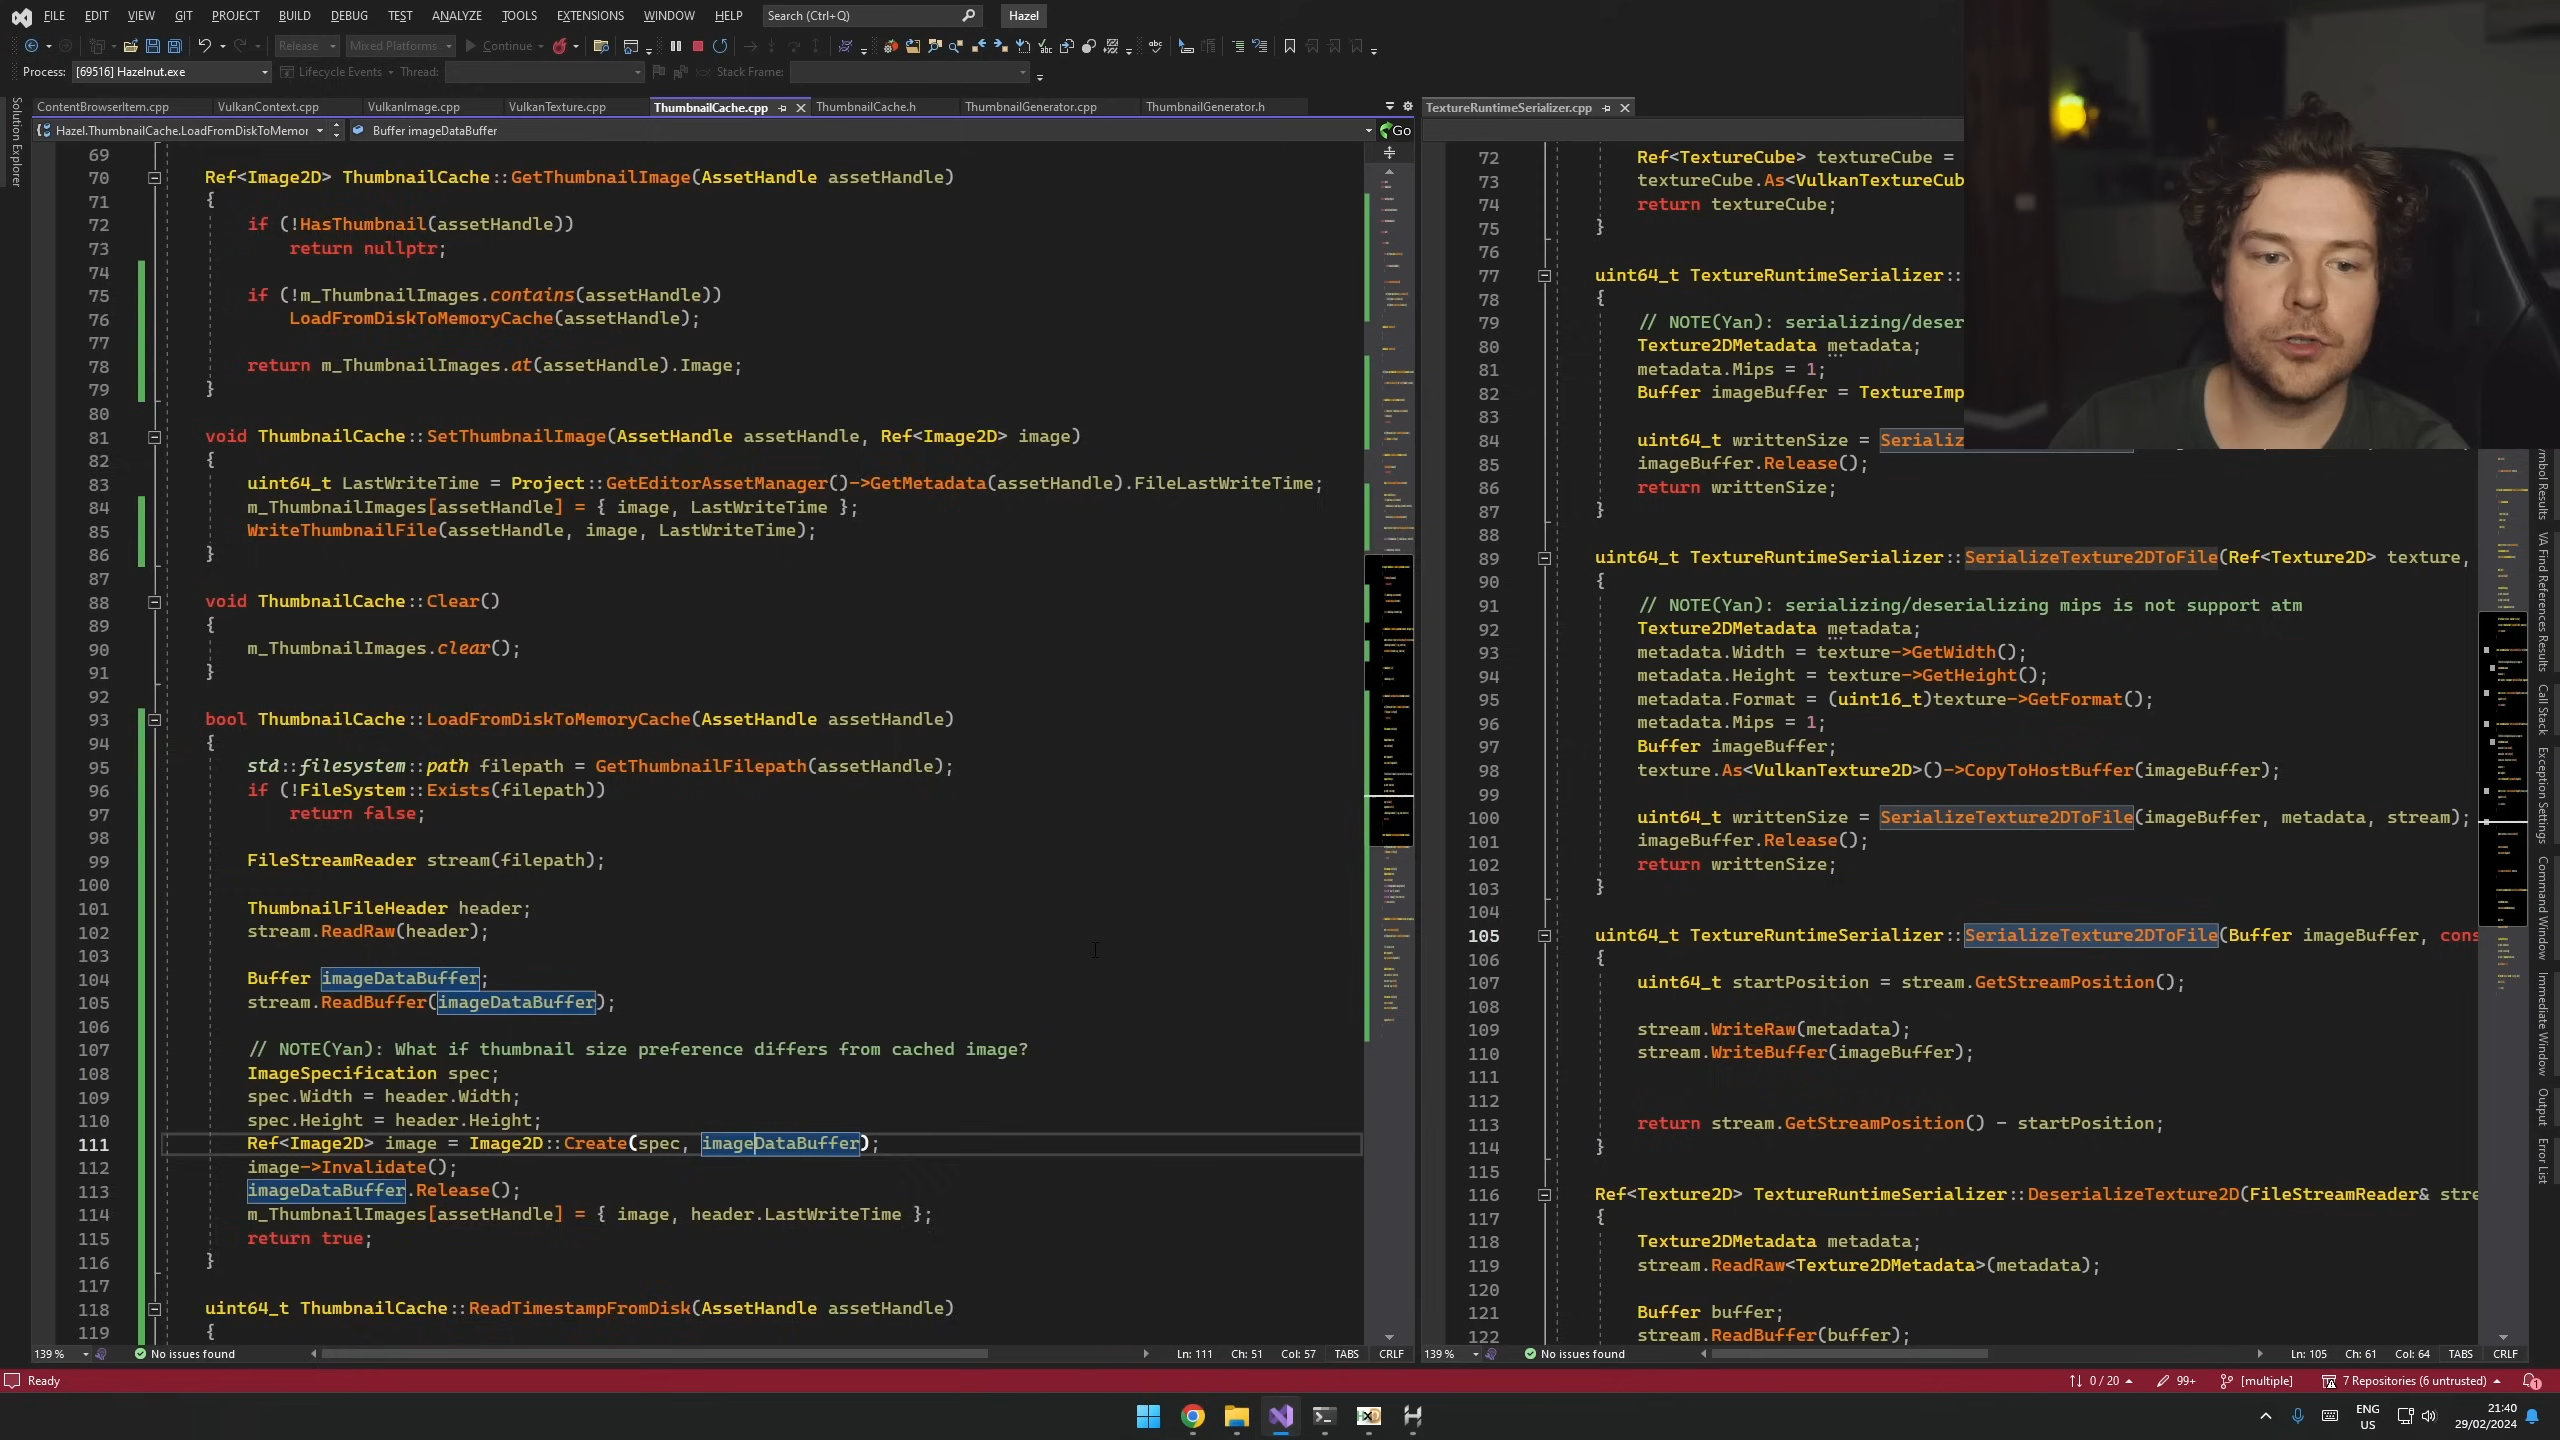 FILE EDIT VIEW GIT PROJECT BUILD DEBUG TEST ANALYZE TOOLS EXTENSIONS WINDOW HELP Search (Ctrl+Q) Hazel
Release Mixed Platforms Continue
Process: [69516] Hazelnut.exe Lifecycle Events Thread: Stack Frame:
Solution Explorer
ContentBrowserItem.cpp VulkanContext.cpp VulkanImage.cpp VulkanTexture.cpp ThumbnailCache.cpp ThumbnailCache.h ThumbnailGenerator.cpp ThumbnailGenerator.h
Hazel.ThumbnailCache.LoadFromDiskToMemor Buffer imageDataBuffer Go
69
70 Ref<Image2D> ThumbnailCache::GetThumbnailImage(AssetHandle assetHandle)
71 {
72 if (!HasThumbnail(assetHandle))
73 return nullptr;
74
75 if (!m_ThumbnailImages.contains(assetHandle))
76 LoadFromDiskToMemoryCache(assetHandle);
77
78 return m_ThumbnailImages.at(assetHandle).Image;
79 }
80
81 void ThumbnailCache::SetThumbnailImage(AssetHandle assetHandle, Ref<Image2D> image)
82 {
83 uint64_t LastWriteTime = Project::GetEditorAssetManager()->GetMetadata(assetHandle).FileLastWriteTime;
84 m_ThumbnailImages[assetHandle] = { image, LastWriteTime };
85 WriteThumbnailFile(assetHandle, image, LastWriteTime);
86 }
87
88 void ThumbnailCache::Clear()
89 {
90 m_ThumbnailImages.clear();
91 }
92
93 bool ThumbnailCache::LoadFromDiskToMemoryCache(AssetHandle assetHandle)
94 {
95 std::filesystem::path filepath = GetThumbnailFilepath(assetHandle);
96 if (!FileSystem::Exists(filepath))
97 return false;
98
99 FileStreamReader stream(filepath);
100
101 ThumbnailFileHeader header;
102 stream.ReadRaw(header);
103
104 Buffer imageDataBuffer;
105 stream.ReadBuffer(imageDataBuffer);
106
107 // NOTE(Yan): What if thumbnail size preference differs from cached image?
108 ImageSpecification spec;
109 spec.Width = header.Width;
110 spec.Height = header.Height;
111 Ref<Image2D> image = Image2D::Create(spec, imageDataBuffer);
112 image->Invalidate();
113 imageDataBuffer.Release();
114 m_ThumbnailImages[assetHandle] = { image, header.LastWriteTime };
115 return true;
116 }
117
118 uint64_t ThumbnailCache::ReadTimestampFromDisk(AssetHandle assetHandle)
119 {
139 % No issues found Ln: 111 Ch: 51 Col: 57 TABS CRLF
TextureRuntimeSerializer.cpp
72 Ref<TextureCube> textureCube =
73 textureCube.As<VulkanTextureCub
74 return textureCube;
75 }
76
77 uint64_t TextureRuntimeSerializer::
78 {
79 // NOTE(Yan): serializing/deser
80 Texture2DMetadata metadata;
81 metadata.Mips = 1;
82 Buffer imageBuffer = TextureImp
83
84 uint64_t writtenSize = Serializ
85 imageBuffer.Release();
86 return writtenSize;
87 }
88
89 uint64_t TextureRuntimeSerializer::SerializeTexture2DToFile(Ref<Texture2D> texture,
90 {
91 // NOTE(Yan): serializing/deserializing mips is not support atm
92 Texture2DMetadata metadata;
93 metadata.Width = texture->GetWidth();
94 metadata.Height = texture->GetHeight();
95 metadata.Format = (uint16_t)texture->GetFormat();
96 metadata.Mips = 1;
97 Buffer imageBuffer;
98 texture.As<VulkanTexture2D>()->CopyToHostBuffer(imageBuffer);
99
100 uint64_t writtenSize = SerializeTexture2DToFile(imageBuffer, metadata, stream);
101 imageBuffer.Release();
102 return writtenSize;
103 }
104
105 uint64_t TextureRuntimeSerializer::SerializeTexture2DToFile(Buffer imageBuffer, cons
106 {
107 uint64_t startPosition = stream.GetStreamPosition();
108
109 stream.WriteRaw(metadata);
110 stream.WriteBuffer(imageBuffer);
111
112
113 return stream.GetStreamPosition() - startPosition;
114 }
115
116 Ref<Texture2D> TextureRuntimeSerializer::DeserializeTexture2D(FileStreamReader& stre
117 {
118 Texture2DMetadata metadata;
119 stream.ReadRaw<Texture2DMetadata>(metadata);
120
121 Buffer buffer;
122 stream.ReadBuffer(buffer);
139 % No issues found Ln: 105 Ch: 61 Col: 64 TABS CRLF
ymbol Results
VA Find References Results
Call Stack
Exception Settings
Command Window
Immediate Window
Output
Error List
Ready 0 / 20 99+ [multiple] 7 Repositories (6 untrusted) 1
ENG
US
21:40
29/02/2024